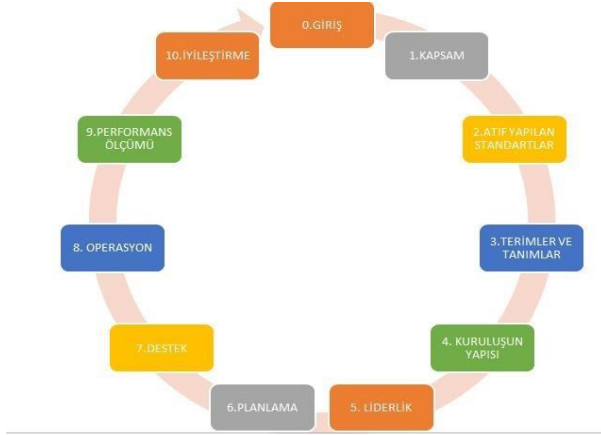 0.GİRİŞ
1.KAPSAM
2.ATIF YAPILAN
STANDARTLAR
3.TERİMLER VE
TANIMLAR
4. KURULUŞUN
YAPISI
5. LİDERLİK
6.PLANLAMA
7.DESTEK
8. OPERASYON
9.PERFORMANS
ÖLÇÜMÜ
10.İYİLEŞTİRME